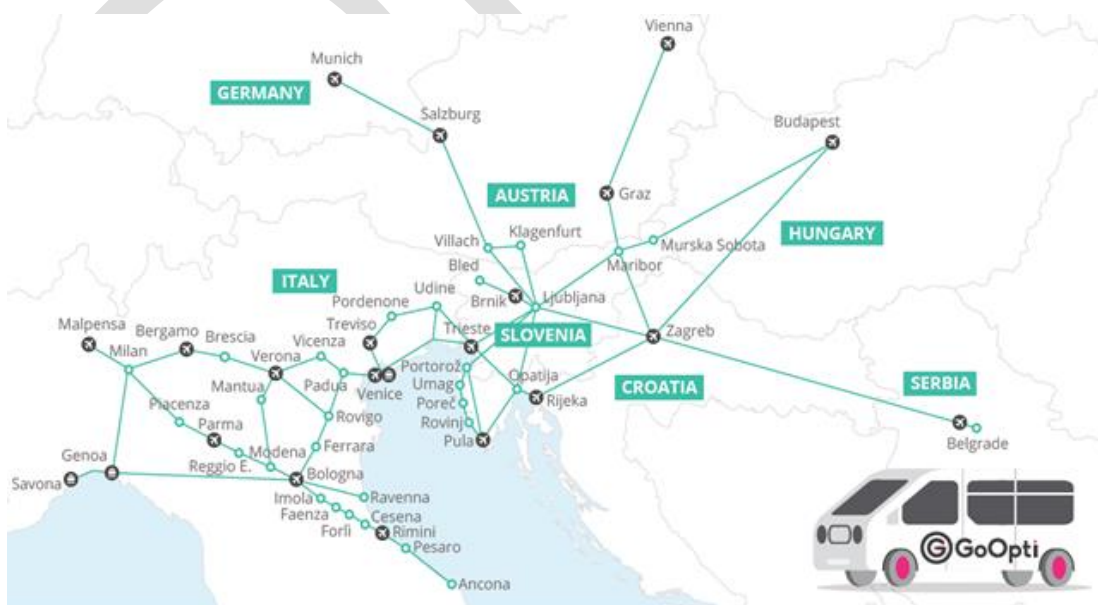 Vienna
Munich
GERMANY
Salzburg
Budapest
AUSTRIA
Graz
Villach
Klagenfurt
HUNGARY
Murska Sobota
Maribor
Bled
Brnik
Ljubljana
ITALY
Udine
Pordenone
Treviso
Trieste
SLOVENIA
Zagreb
Malpensa
Bergamo
Brescia
Vicenza
Milan
Verona
Portorož
Opatija
Mantua
Padua
Venice
Umag
CROATIA
SERBIA
Piacenza
Poreč
Rijeka
Parma
Rovigo
Rovinj
Pula
Belgrade
Genoa
Modena
Ferrara
Reggio E.
Bologna
Savona
Imola
Ravenna
Faenza
Cesena
Forlì
Rimini
Pesaro
Ancona
GoOpti